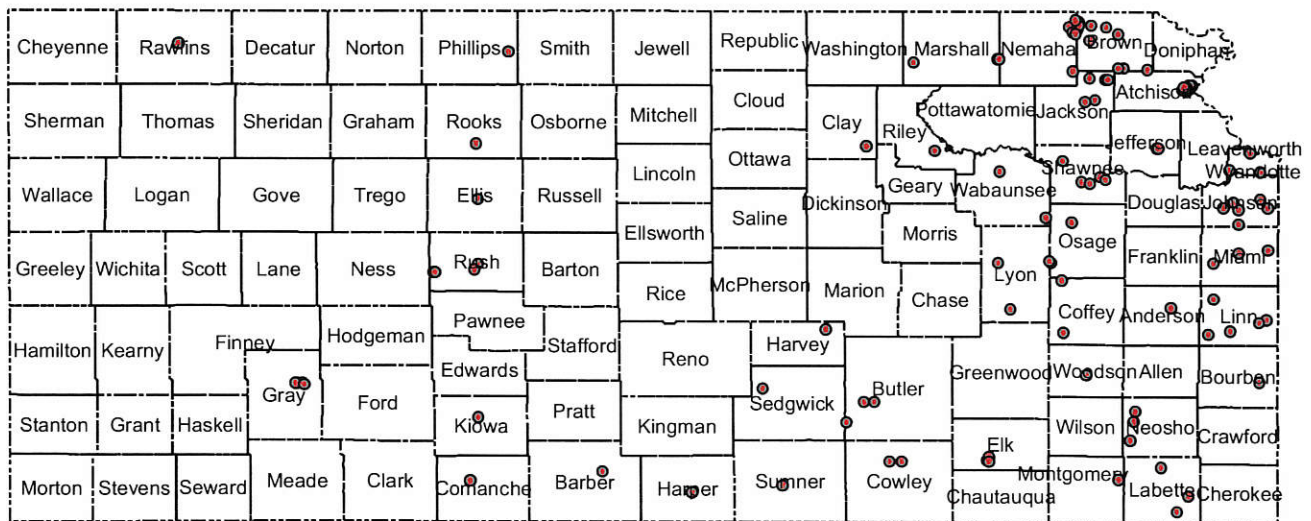 Cheyenne Rawlins Decatur Norton Phillips Smith Jewell Republic Washington Marshall Nemaha Brown Doniphan
Sherman Thomas Sheridan Graham Rooks Osborne Mitchell Cloud Clay Riley Pottawatomie Jackson Atchison
Lincoln Ottawa Jefferson Leavenworth
Wallace Logan Gove Trego Ellis Russell Geary Wabaunsee Shawnee Wyandotte
Ellsworth Saline Dickinson Morris Douglas Johnson
Greeley Wichita Scott Lane Ness Rush Barton Osage Franklin Miami
Rice McPherson Marion Chase Lyon
Hamilton Kearny Finney Hodgeman Pawnee Stafford Coffey Anderson Linn
Gray Ford Edwards Reno Harvey Butler Greenwood Woodson Allen Bourbon
Stanton Grant Haskell Kiowa Pratt Kingman Sedgwick Elk Wilson Neosho Crawford
Morton Stevens Seward Meade Clark Comanche Barber Harper Sumner Cowley Chautauqua Montgomery Labette Cherokee